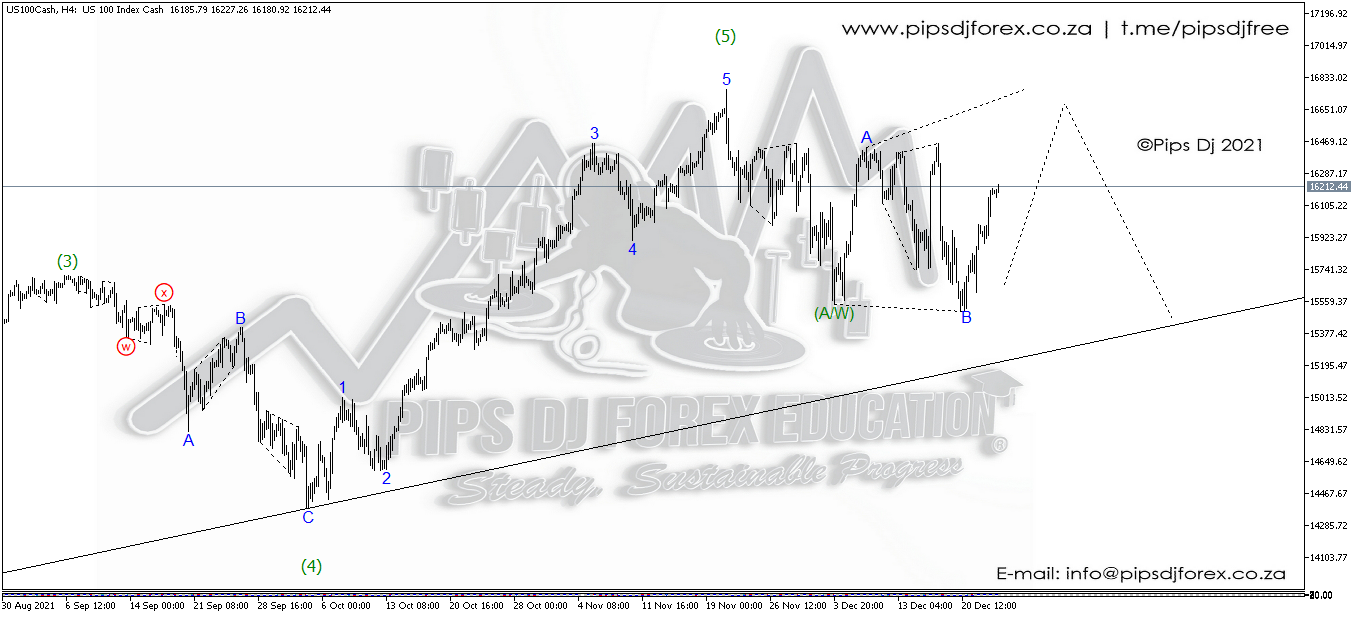 US100Cash, H4: US 100 Index Cash 16185.79 16227.26 16180.92 16212.44
www.pipsdjforex.co.za | t.me/pipsdjfree
©Pips Dj 2021
(5)
5
3
A
4
(3)
x
w
B
A
1
2
C
(4)
(A/W)
B
PIPS DJ FOREX EDUCATION
®
Steady, Sustainable Progress
E-mail: info@pipsdjforex.co.za
17196.92
17014.97
16833.02
16651.07
16469.12
16287.17
16212.44
16105.22
15923.27
15741.32
15559.37
15377.42
15195.47
15013.52
14831.57
14649.62
14467.67
14285.72
14103.77
30 Aug 2021 6 Sep 12:00 14 Sep 00:00 21 Sep 08:00 28 Sep 16:00 6 Oct 00:00 13 Oct 08:00 20 Oct 16:00 28 Oct 00:00 4 Nov 08:00 11 Nov 16:00 19 Nov 00:00 26 Nov 12:00 3 Dec 20:00 13 Dec 04:00 20 Dec 12:00